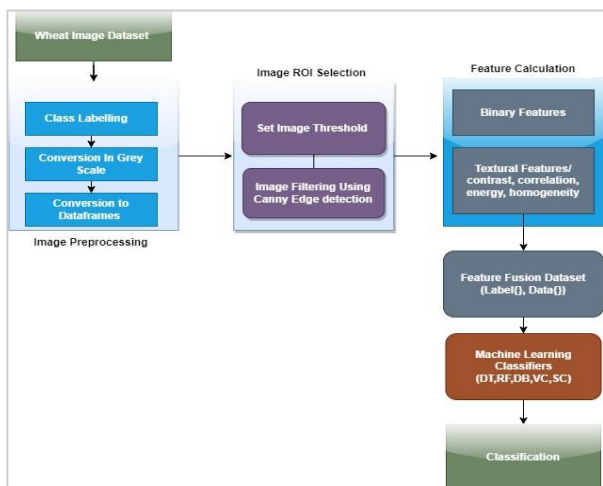 Wheat Image Dataset
Class Labelling
Conversion In Grey
Scale
Conversion to
Dataframes
Image Preprocessing
Image ROI Selection
Set Image Threshold
Image Filtering Using
Canny Edge detection
Feature Calculation
Binary Features
Textural Features/
contrast, correlation,
energy, homogeneity
Feature Fusion Dataset
(Label{}, Data{})
Machine Learning
Classifiers
(DT,RF,DB,VC,SC)
Classification